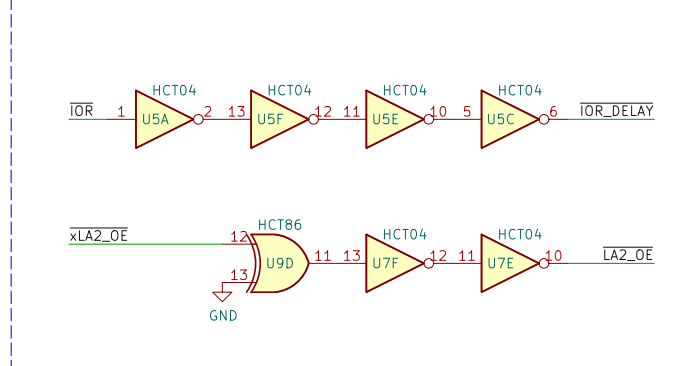 HCT04 HCT04 HCT04 HCT04
IOR 1 U5A 2 13 U5F 12 11 U5E 10 5 U5C 6 IOR_DELAY
HCT86 HCT04 HCT04
xLA2_OE 12 LA2_OE
U9D 11 13 U7F 12 11 U7E 10
13
GND